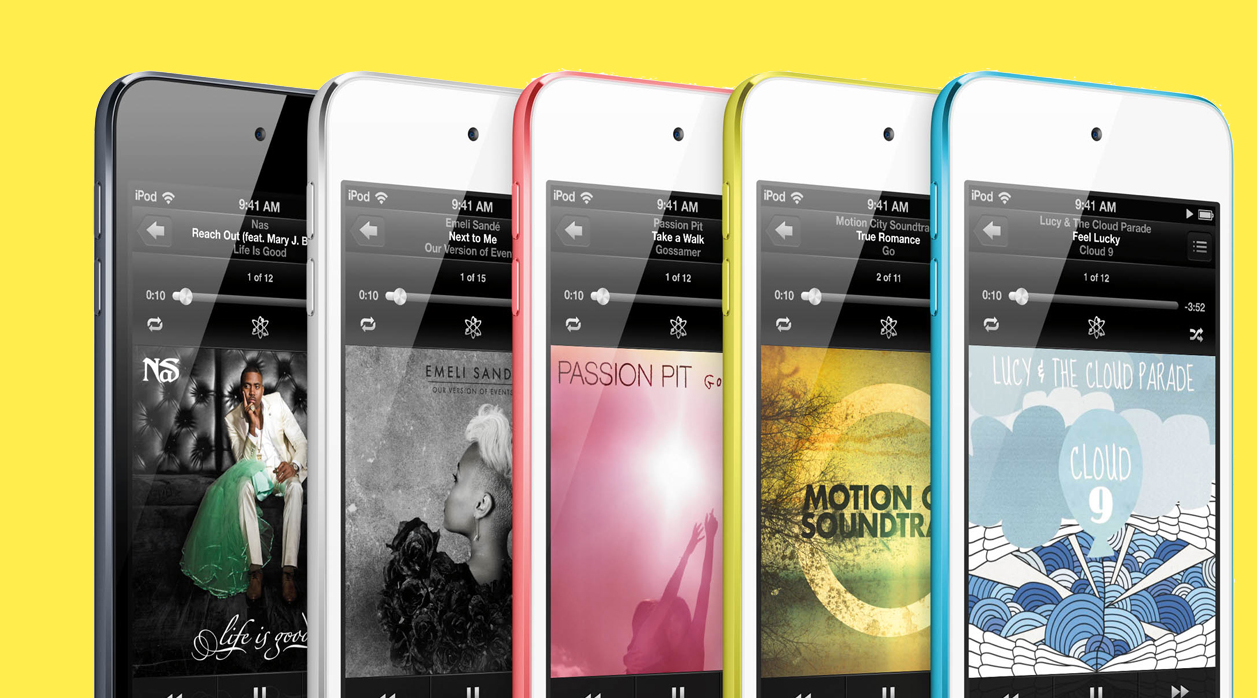 iPod
9:41 AM
Nas
Reach Out (feat. Mary J. B
Life Is Good
1 of 12
0:10
Nas
life is good
iPod
9:41 AM
Emeli Sandé
Next to Me
Our Version of Even
1 of 15
0:10
EMELI SAND
OUR VERSION OF EVENTS
iPod
9:41 AM
Passion Pit
Take a Walk
Gossamer
1 of 12
0:10
PASSION PIT GO
iPod
9:41 AM
Motion City Soundtra
True Romance
Go
2 of 11
0:10
MOTION C
SOUNDTRA
iPod
9:41 AM
Lucy & The Cloud Parade
Feel Lucky
Cloud 9
1 of 12
0:10
-3:52
LUCY & THE CLOUD PARADE
CLOUD
9